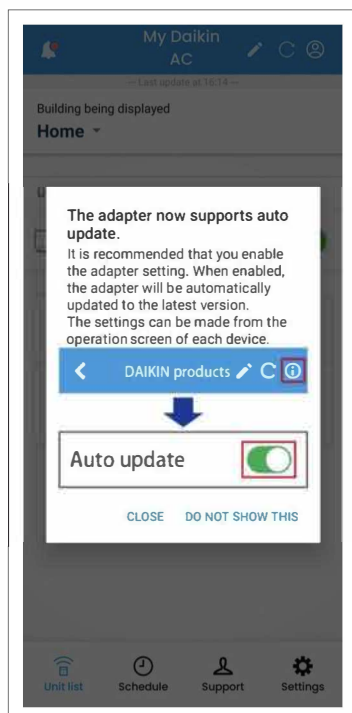 My Daikin
AC
— Last update at 16:14 —
Building being displayed
Home
The adapter now supports auto
update.
It is recommended that you enable
the adapter setting. When enabled,
the adapter will be automatically
updated to the latest version.
The settings can be made from the
operation screen of each device.
DAIKIN products
Auto update
CLOSE DO NOT SHOW THIS
Unit list Schedule Support Settings